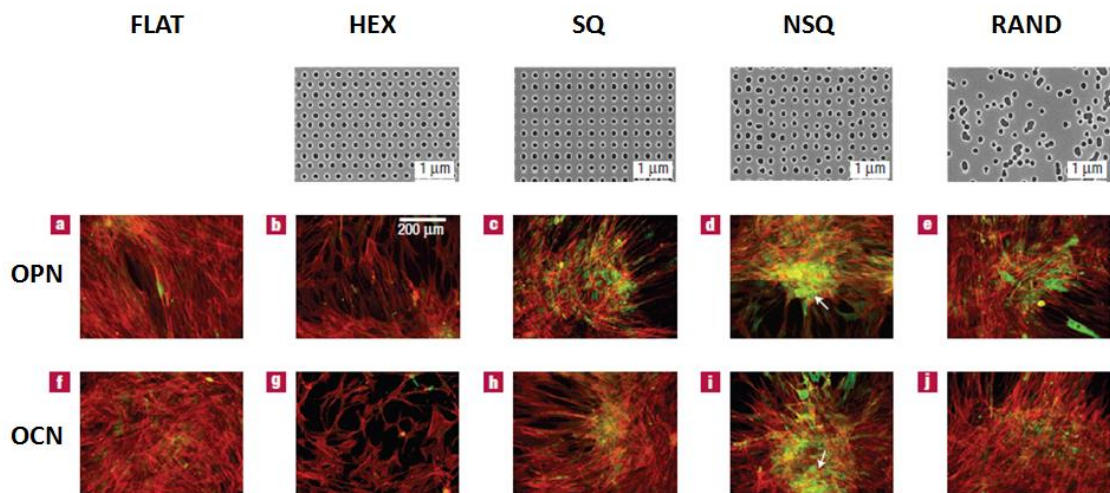 FLAT HEX SQ NSQ RAND
1 µm 1 µm 1 µm 1 µm
a b c d e
200 µm
OPN
f g h i j
OCN